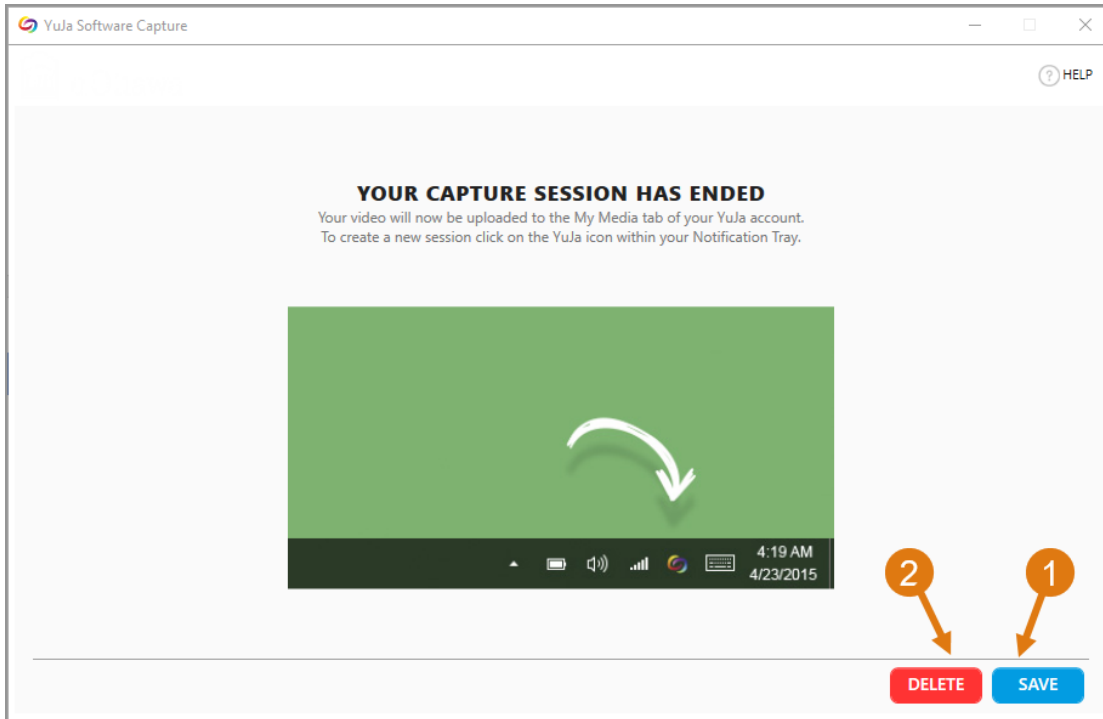 YuJa Software Capture
? HELP
YOUR CAPTURE SESSION HAS ENDED
Your video will now be uploaded to the My Media tab of your YuJa account.
To create a new session click on the YuJa icon within your Notification Tray.
4:19 AM
4/23/2015
2
1
DELETE
SAVE